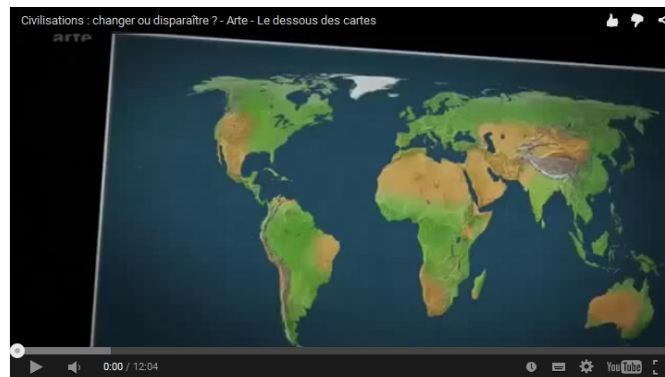 Civilisations : changer ou disparaître ? - Arte - Le dessous des cartes
arte
0:00 / 12:04
YouTube